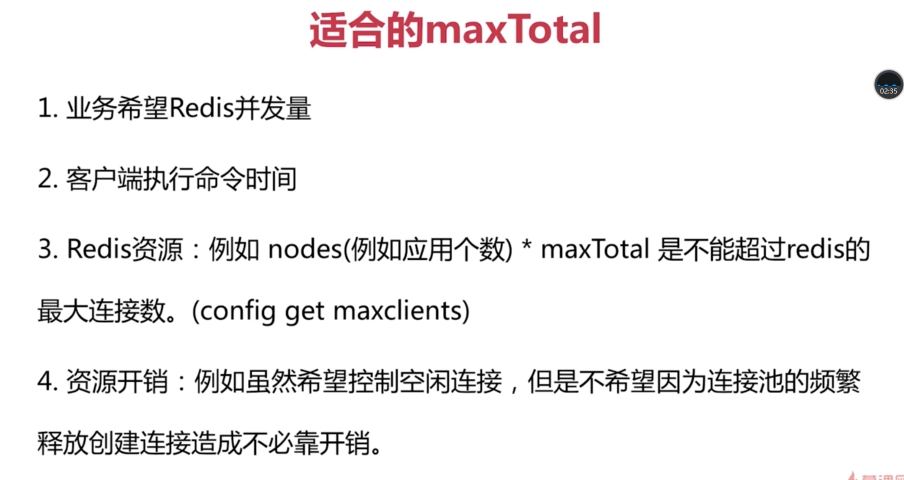 适合的maxTotal
02:35
1. 业务希望Redis并发量
2. 客户端执行命令时间
3. Redis资源：例如 nodes(例如应用个数) * maxTotal 是不能超过redis的
最大连接数。(config get maxclients)
4. 资源开销：例如虽然希望控制空闲连接，但是不希望因为连接池的频繁
释放创建连接造成不必靠开销。